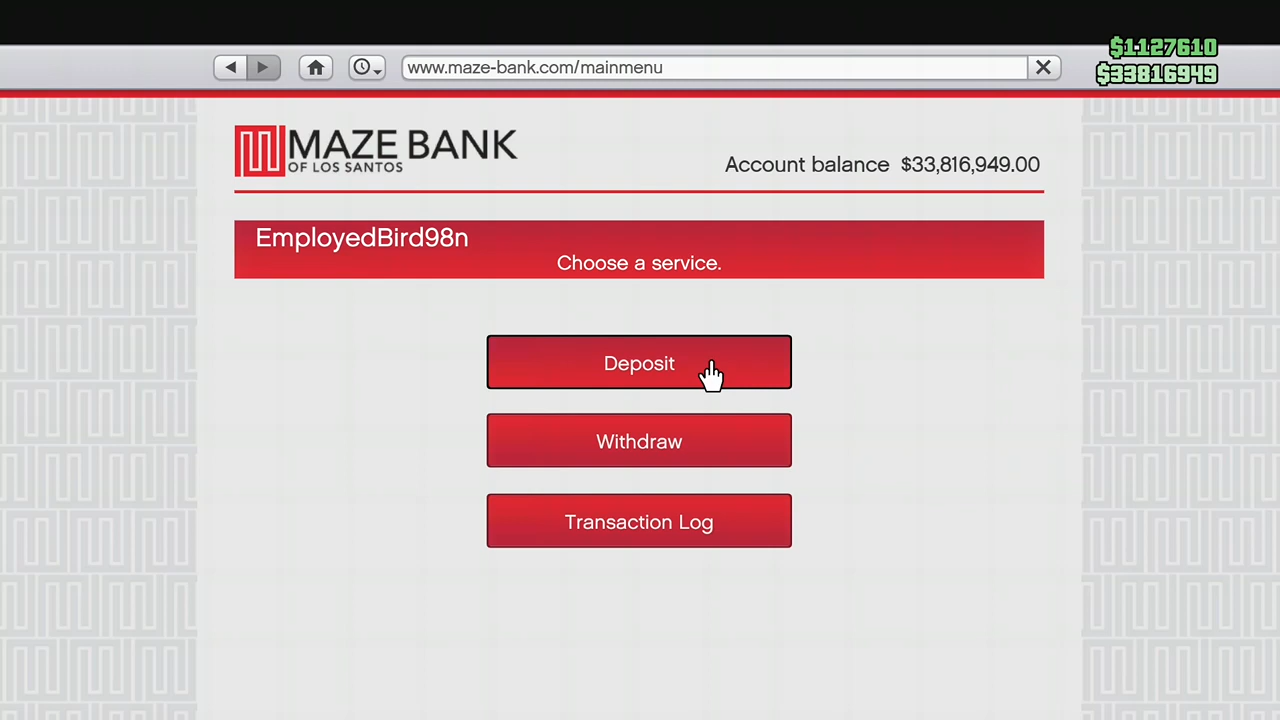 $1127610
www.maze-bank.com/mainmenu
$33816949
MAZE BANK
OF LOS SANTOS
Account balance $33,816,949.00
EmployedBird98n
Choose a service.
Deposit
Withdraw
Transaction Log